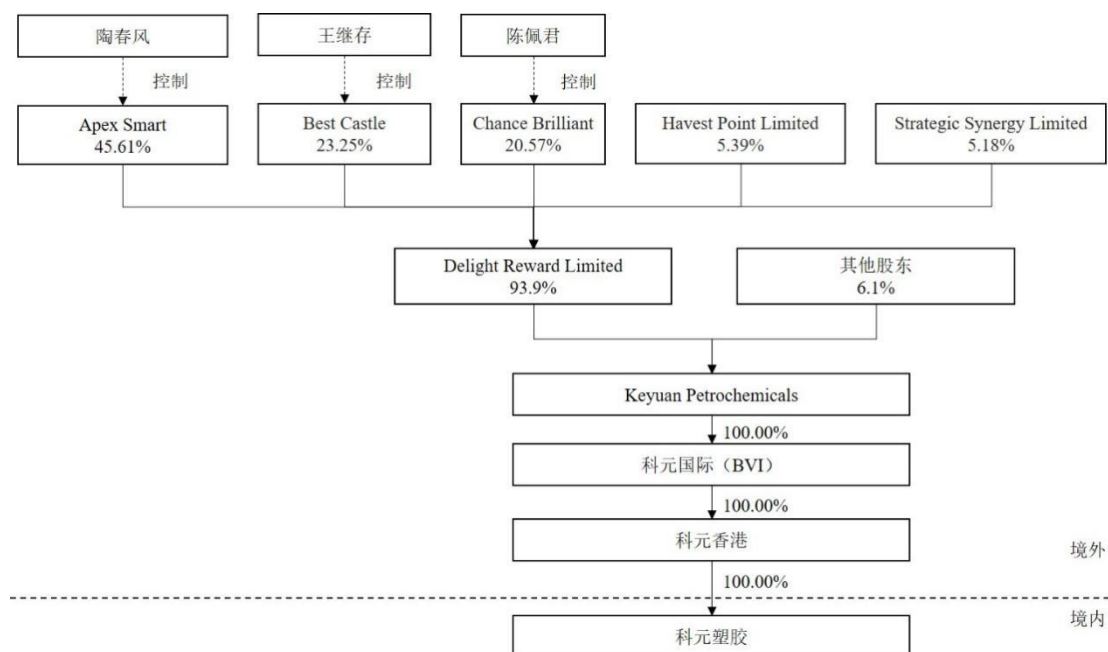 陶春风
王继存
陈佩君
控制
控制
控制
Apex Smart
45.61%
Best Castle
23.25%
Chance Brilliant
20.57%
Havest Point Limited
5.39%
Strategic Synergy Limited
5.18%
Delight Reward Limited
93.9%
其他股东
6.1%
Keyuan Petrochemicals
100.00%
科元国际（BVI）
100.00%
科元香港
境外
100.00%
境内
科元塑胶